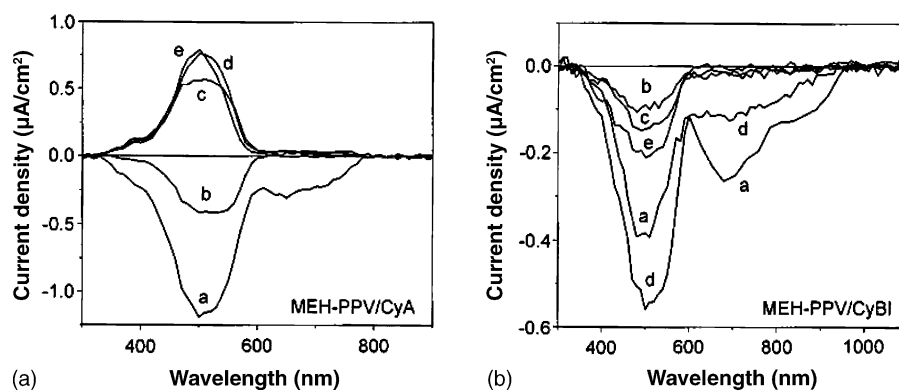 1.0
0.5
0.0
-0.5
-1.0
Current density (µA/cm²)
e
d
c
b
a
MEH-PPV/CyA
400
600
800
Wavelength (nm)
(a)
0.0
-0.2
-0.4
-0.6
Current density (µA/cm²)
b
c
e
d
a
a
d
MEH-PPV/CyBI
400
600
800
1000
Wavelength (nm)
(b)